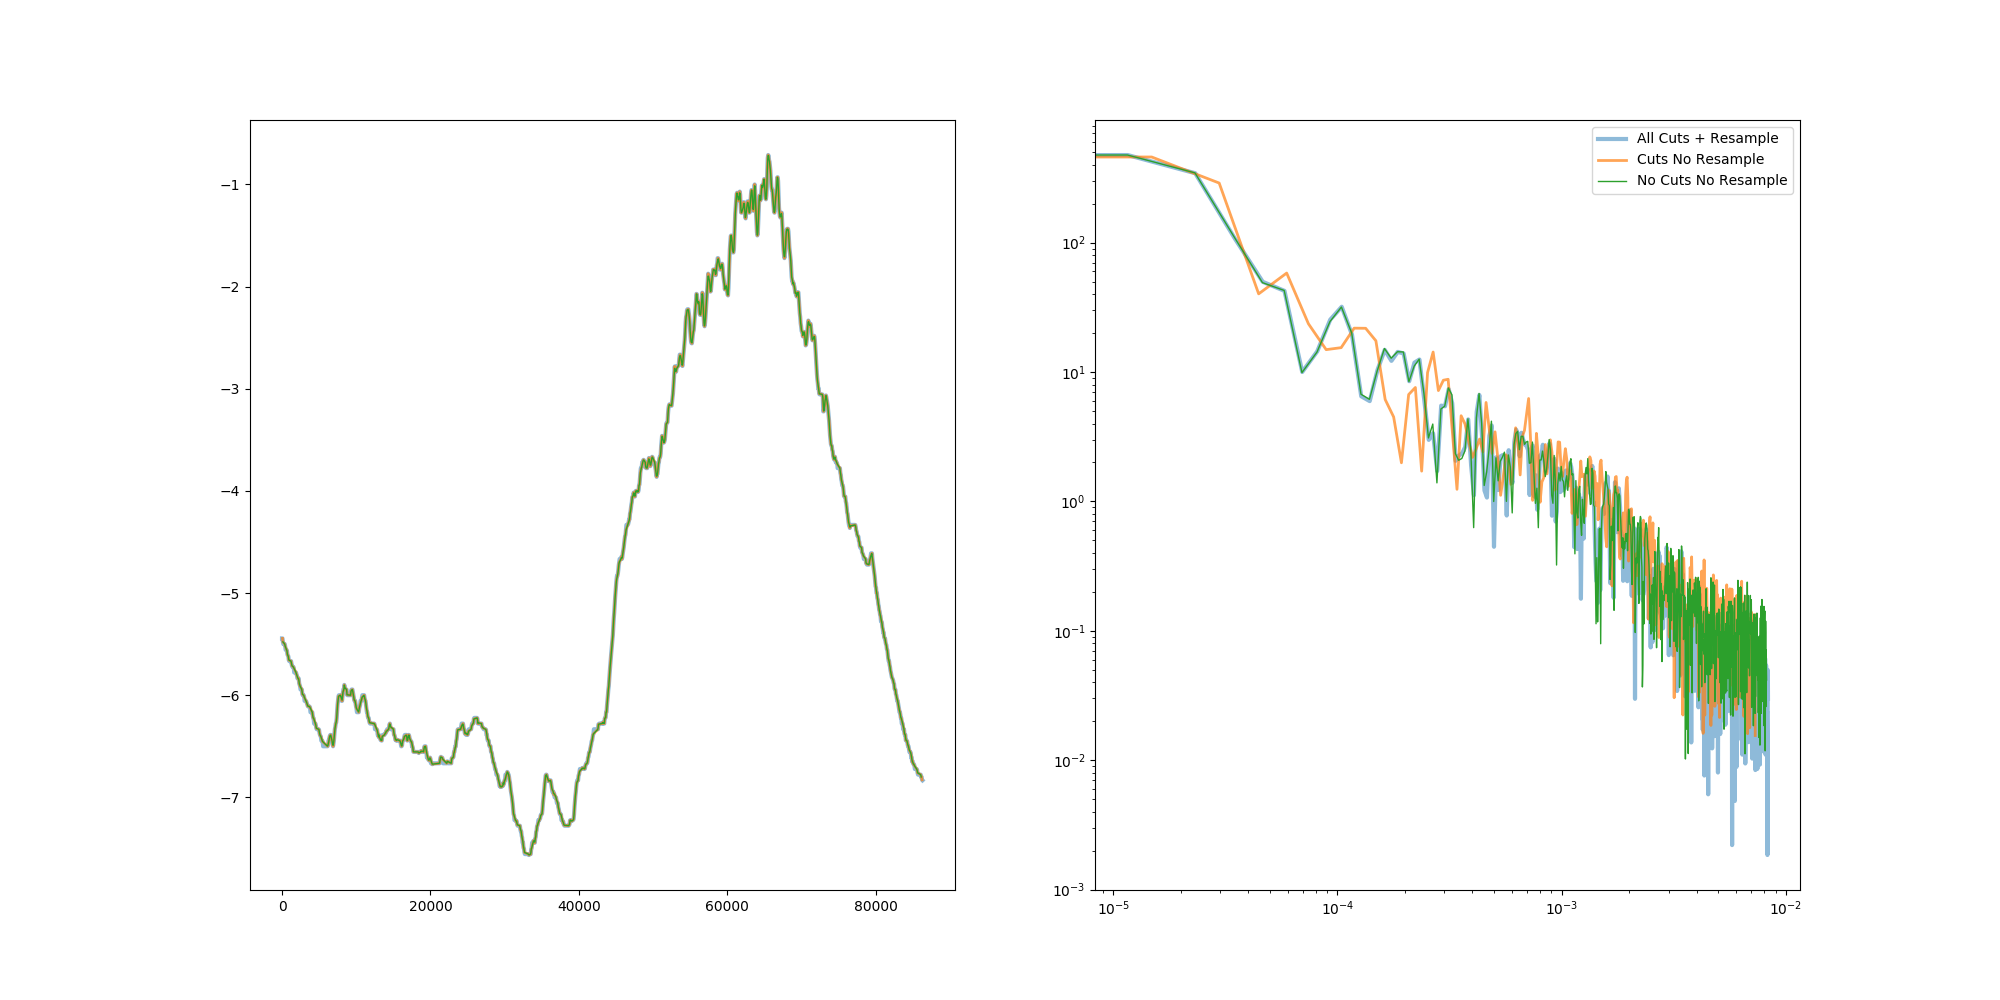 −1
−2
−3
−4
−5
−6
−7
0 20000 40000 60000 80000
All Cuts + Resample
Cuts No Resample
No Cuts No Resample
10²
10¹
10⁰
10⁻¹
10⁻²
10⁻³
10⁻⁵ 10⁻⁴ 10⁻³ 10⁻²